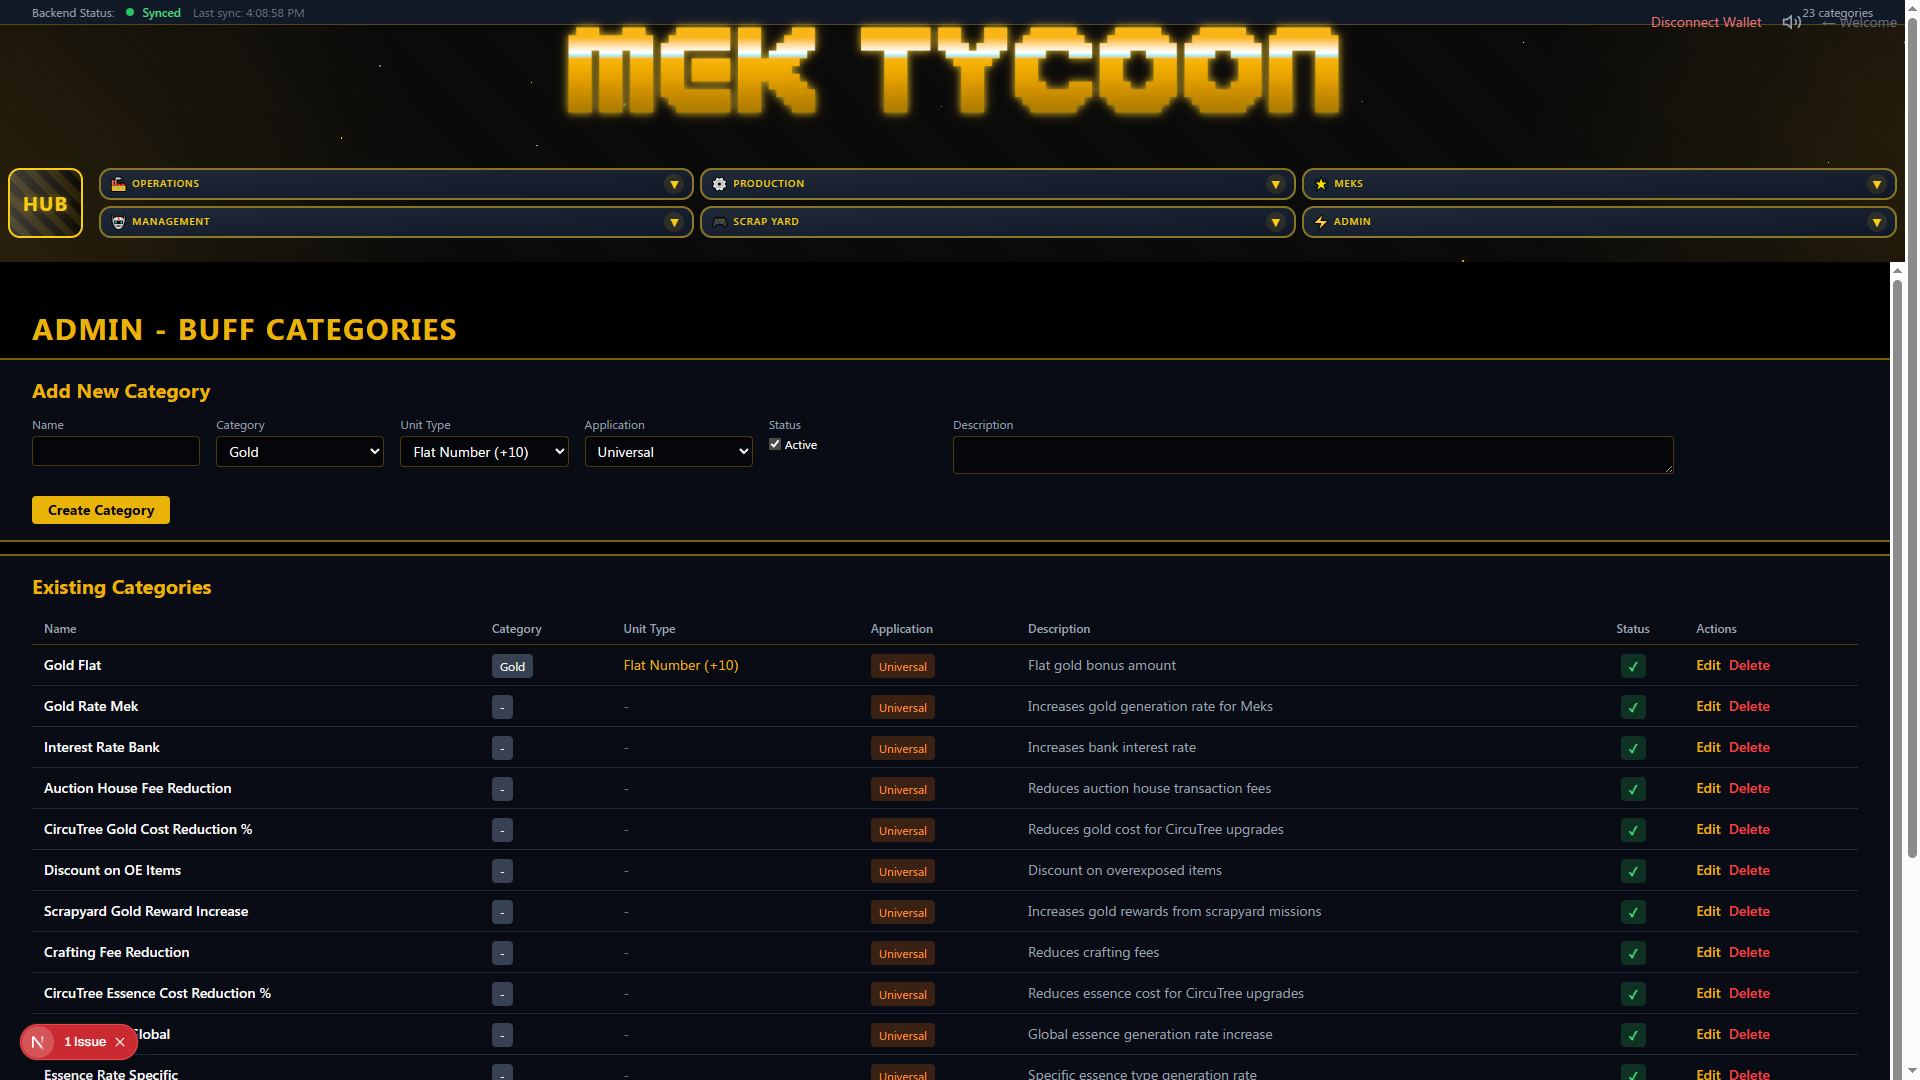 Backend Status: Synced Last sync: 4:08:58 PM
23 categories
Disconnect Wallet ← Welcome
MEK TYCOON
HUB
OPERATIONS ▼ PRODUCTION ▼ MEKS ▼
MANAGEMENT ▼ SCRAP YARD ▼ ADMIN ▼
ADMIN - BUFF CATEGORIES
Add New Category
Name Category Unit Type Application Status Description
Gold Flat Number (+10) Universal Active
Create Category
Existing Categories
Name Category Unit Type Application Description Status Actions
Gold Flat Gold Flat Number (+10) Universal Flat gold bonus amount ✓ Edit Delete
Gold Rate Mek - - Universal Increases gold generation rate for Meks ✓ Edit Delete
Interest Rate Bank - - Universal Increases bank interest rate ✓ Edit Delete
Auction House Fee Reduction - - Universal Reduces auction house transaction fees ✓ Edit Delete
CircuTree Gold Cost Reduction % - - Universal Reduces gold cost for CircuTree upgrades ✓ Edit Delete
Discount on OE Items - - Universal Discount on overexposed items ✓ Edit Delete
Scrapyard Gold Reward Increase - - Universal Increases gold rewards from scrapyard missions ✓ Edit Delete
Crafting Fee Reduction - - Universal Reduces crafting fees ✓ Edit Delete
CircuTree Essence Cost Reduction % - - Universal Reduces essence cost for CircuTree upgrades ✓ Edit Delete
Global - - Universal Global essence generation rate increase ✓ Edit Delete
N 1 Issue ×
Essence Rate Specific - Universal Specific essence type generation rate ✓ Edit Delete